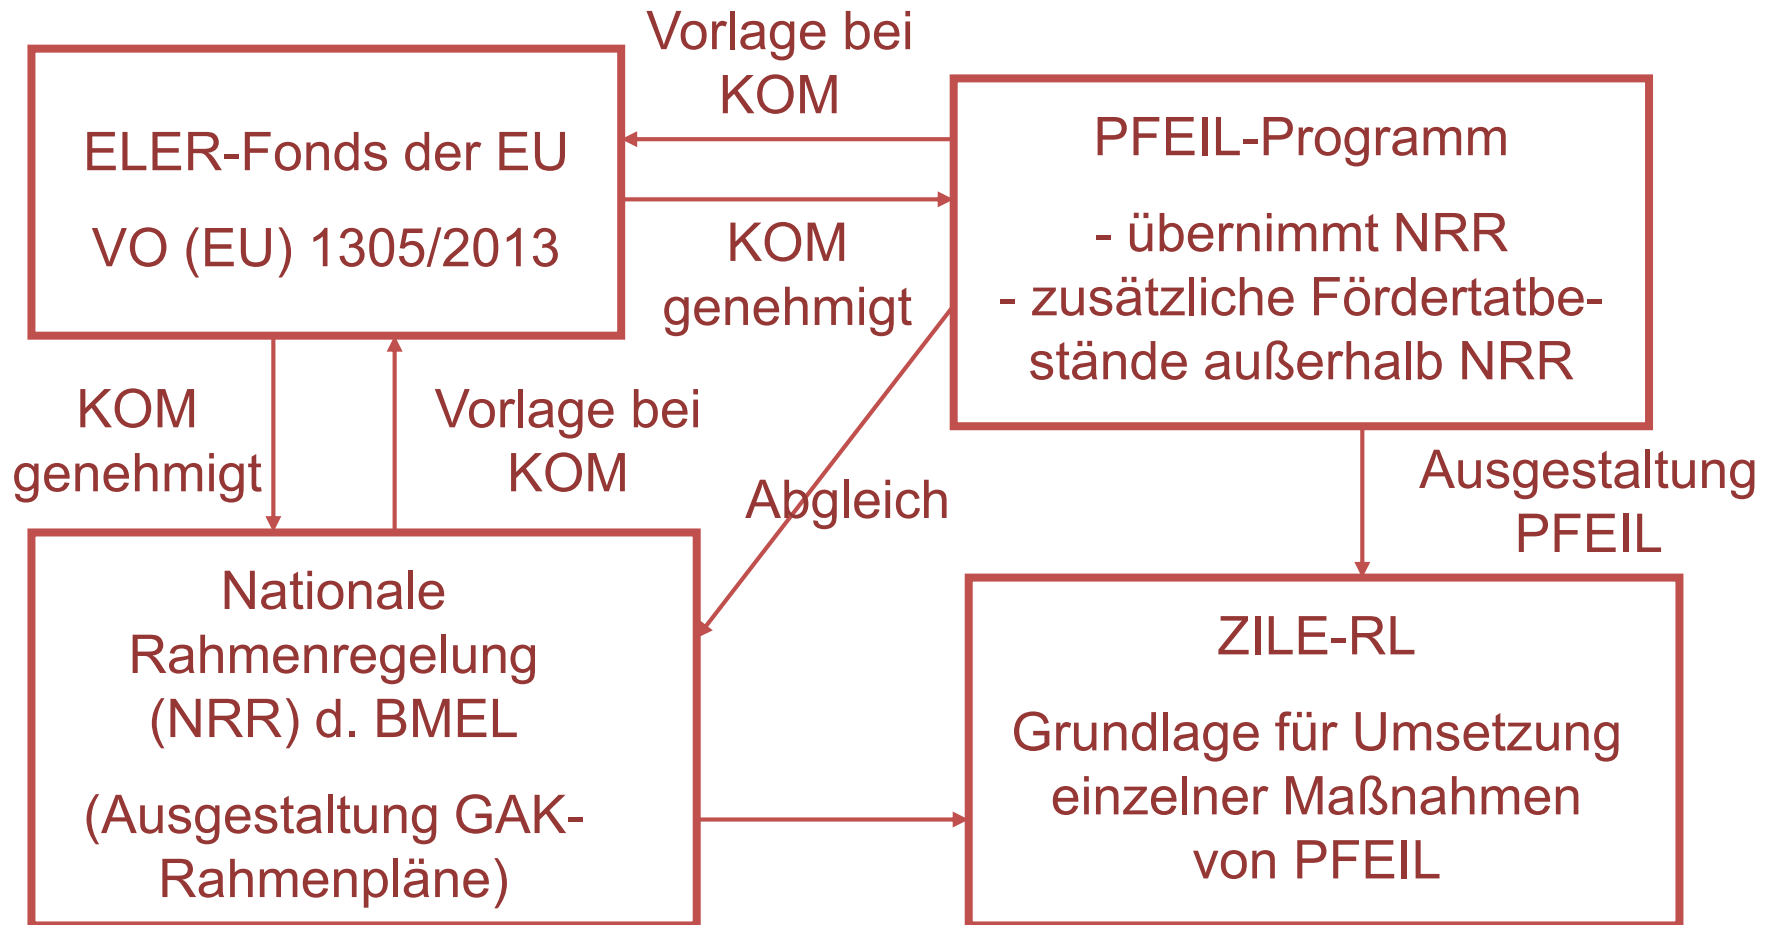 Vorlage bei
KOM
ELER-Fonds der EU
VO (EU) 1305/2013
PFEIL-Programm
- übernimmt NRR
- zusätzliche Fördertatbe-
stände außerhalb NRR
KOM
genehmigt
KOM
genehmigt
Vorlage bei
KOM
Abgleich
Ausgestaltung
PFEIL
Nationale
Rahmenregelung
(NRR) d. BMEL
(Ausgestaltung GAK-
Rahmenpläne)
ZILE-RL
Grundlage für Umsetzung
einzelner Maßnahmen
von PFEIL